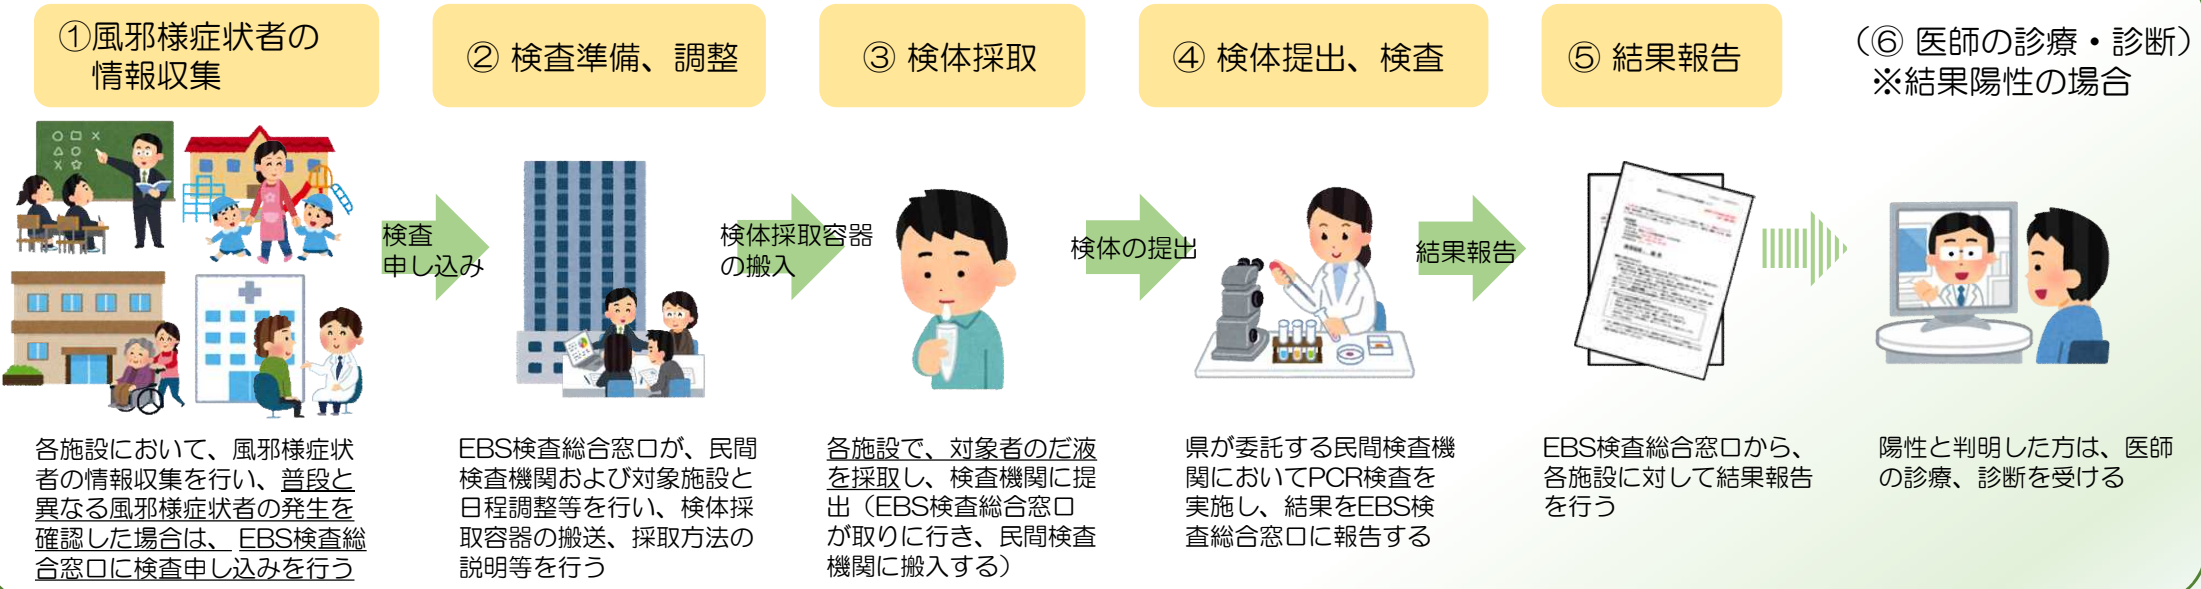 ①風邪様症状者の
情報収集
② 検査準備、調整
③ 検体採取
④ 検体提出、検査
⑤ 結果報告
（⑥ 医師の診療・診断）
※結果陽性の場合
検査
申し込み
検体採取容器
の搬入
検体の提出
結果報告
各施設において、風邪様症状
者の情報収集を行い、普段と
異なる風邪様症状者の発生を
確認した場合は、 EBS検査総
合窓口に検査申し込みを行う
EBS検査総合窓口が、民間
検査機関および対象施設と
日程調整等を行い、検体採
取容器の搬送、採取方法の
説明等を行う
各施設で、対象者のだ液
を採取し、検査機関に提
出（EBS検査総合窓口
が取りに行き、民間検査
機関に搬入する）
県が委託する民間検査機
関においてPCR検査を
実施し、結果をEBS検
査総合窓口に報告する
EBS検査総合窓口から、
各施設に対して結果報告
を行う
陽性と判明した方は、医師
の診療、診断を受ける